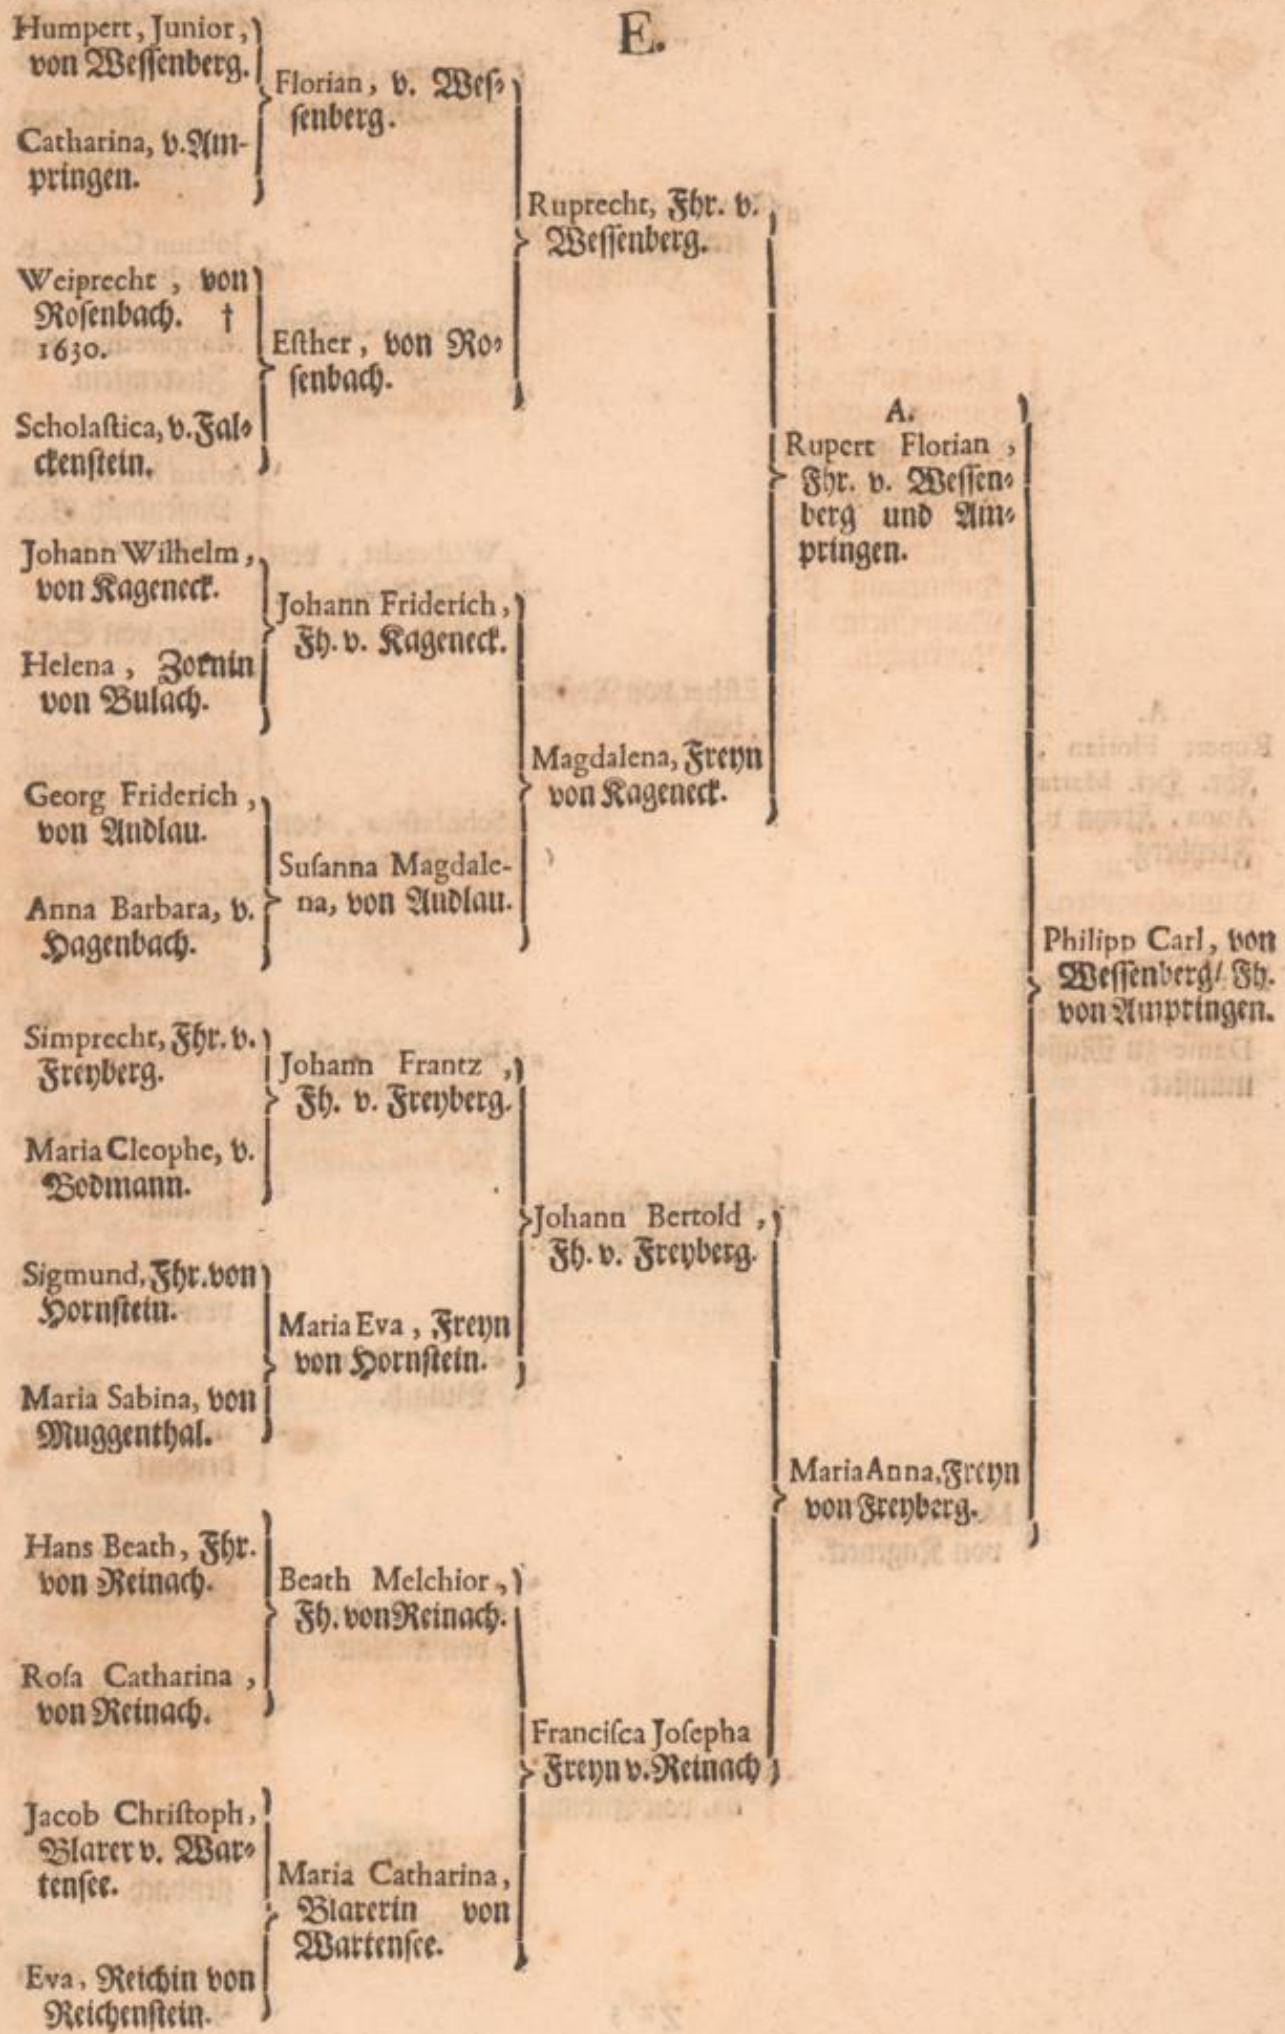 E.
Humpert, Junior,
von Wessenberg.
Catharina, v. Am-
pringen.
Weiprecht, von
Rosenbach. †
1630.
Scholastica, v. Fal-
ckenstein.
Johann Wilhelm,
von Kageneck.
Helena, Zornin
von Bulach.
Georg Friderich,
von Andlau.
Anna Barbara, v.
Hagenbach.
Simprecht, Fhr. v.
Freyberg.
Maria Cleophe, v.
Bodmann.
Sigmund, Fhr. von
Hornstein.
Maria Sabina, von
Muggenthal.
Hans Beath, Fhr.
von Reinach.
Rosa Catharina,
von Reinach.
Jacob Christoph,
Blarer v. War-
tensee.
Eva, Reichin von
Reichenstein.
Florian, v. Wes-
senberg.
Esther, von Ro-
senbach.
Johann Friderich,
Fh. v. Kageneck.
Susanna Magdale-
na, von Andlau.
Johann Frantz,
Fh. v. Freyberg.
Maria Eva, Freyn
von Hornstein.
Beath Melchior,
Fh. von Reinach.
Maria Catharina,
Blarerin von
Wartensee.
Ruprecht, Fhr. v.
Wessenberg.
Magdalena, Freyn
von Kageneck.
Johann Bertold,
Fh. v. Freyberg.
Francisca Josepha
Freyn v. Reinach
A.
Rupert Florian,
Fhr. v. Wessen-
berg und Am-
pringen.
Maria Anna, Freyn
von Freyberg.
Philipp Carl, von
Wessenberg/ Fh.
von Ampringen.